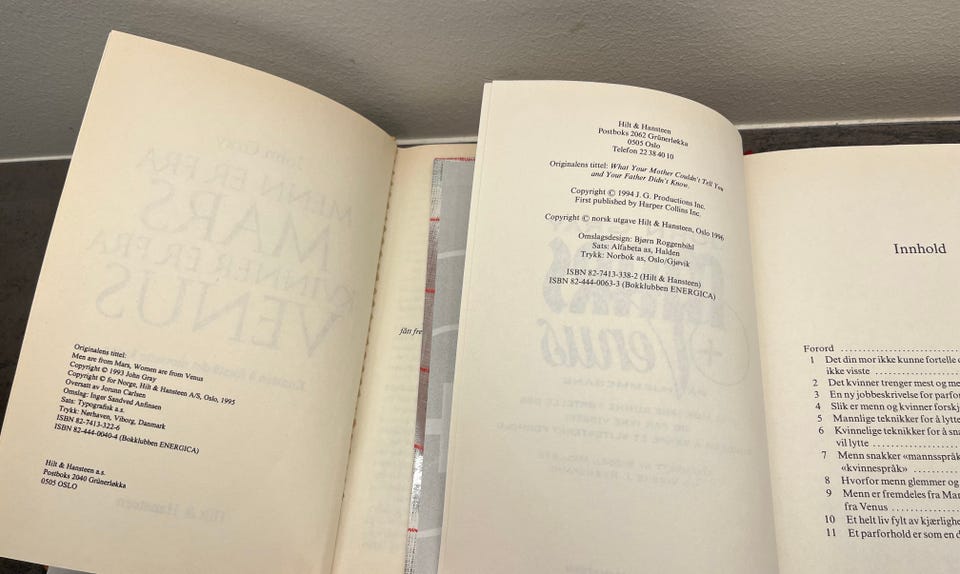 Originalens tittel:
Men are from Mars, Women are from Venus
Copyright © 1993 John Gray
Copyright © for Norge, Hilt & Hansteen A/S, Oslo, 1995
Oversatt av Jorunn Carlsen
Omslag: Inger Sandved Anfinsen
Sats: Typografisk a.s.
Trykk: Nørhaven, Viborg, Danmark
ISBN 82-7413-322-6
ISBN 82-444-0040-4 (Bokklubben ENERGICA)
Hilt & Hansteen a.s.
Postboks 2040 Grünerløkka
0505 OSLO
Hilt & Hansteen
Postboks 2062 Grünerløkka
0505 Oslo
Telefon 22 38 40 10
Originalens tittel: What Your Mother Couldn't Tell You
and Your Father Didn't Know.
Copyright © 1994 J. G. Productions Inc.
First published by Harper Collins Inc.
Copyright © norsk utgave Hilt & Hansteen, Oslo 1996
Omslagsdesign: Bjørn Roggenbihl
Sats: Alfabeta as, Halden
Trykk: Norbok as, Oslo/Gjøvik
ISBN 82-7413-338-2 (Hilt & Hansteen)
ISBN 82-444-0063-3 (Bokklubben ENERGICA)
Innhold
Forord
1 Det din mor ikke kunne fortelle
ikke visste
2 Det kvinner trenger mest og
3 En ny jobbeskrivelse for
4 Slik er menn og kvinner
5 Mannlige teknikker for å lytte
6 Kvinnelige teknikker for å
vil lytte
7 Menn snakker «mannsspråk
«kvinnespråk»
8 Hvorfor menn glemmer og
9 Menn er fremdeles fra
fra Venus
10 Et helt liv fylt av
11 Et parforhold er som en